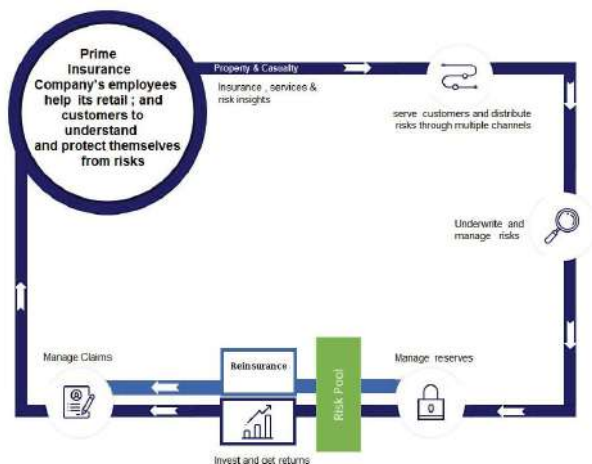 Prime
Insurance
Company's employees
help its retail ; and
customers to
understand
and protect themselves
from risks
Property & Casualty
Insurance , services &
risk insights
serve customers and distribute
risks through multiple channels
Underwrite and
manage risks
Manage reserves
Risk Pool
Reinsurance
Invest and get returns
Manage Claims